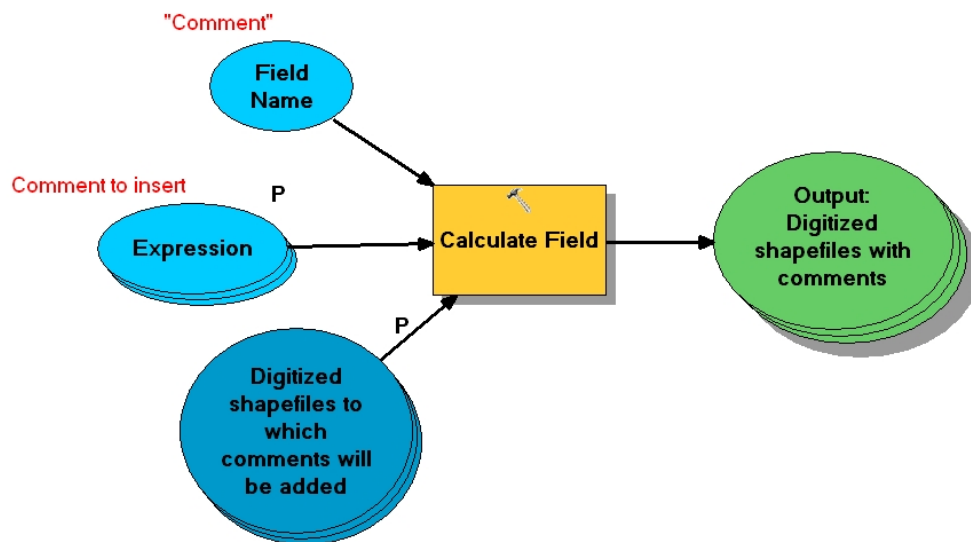 "Comment"
Field
Name
Comment to insert
P
Expression
Calculate Field
Output:
Digitized
shapefiles with
comments
P
Digitized
shapefiles to
which
comments will
be added